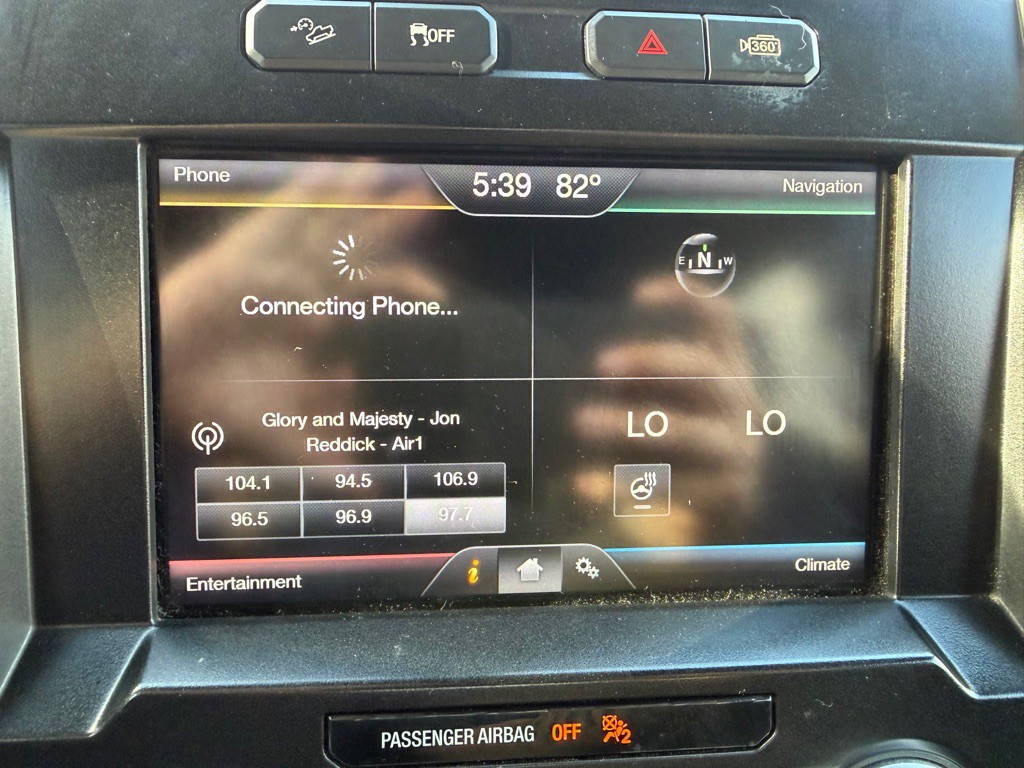 OFF
360°
Phone
5:39 82°
Navigation
E N W
Connecting Phone...
Glory and Majesty - Jon
Reddick - Air1
LO LO
104.1 94.5 106.9
96.5 96.9 97.7
i
Entertainment
Climate
PASSENGER AIRBAG OFF 2